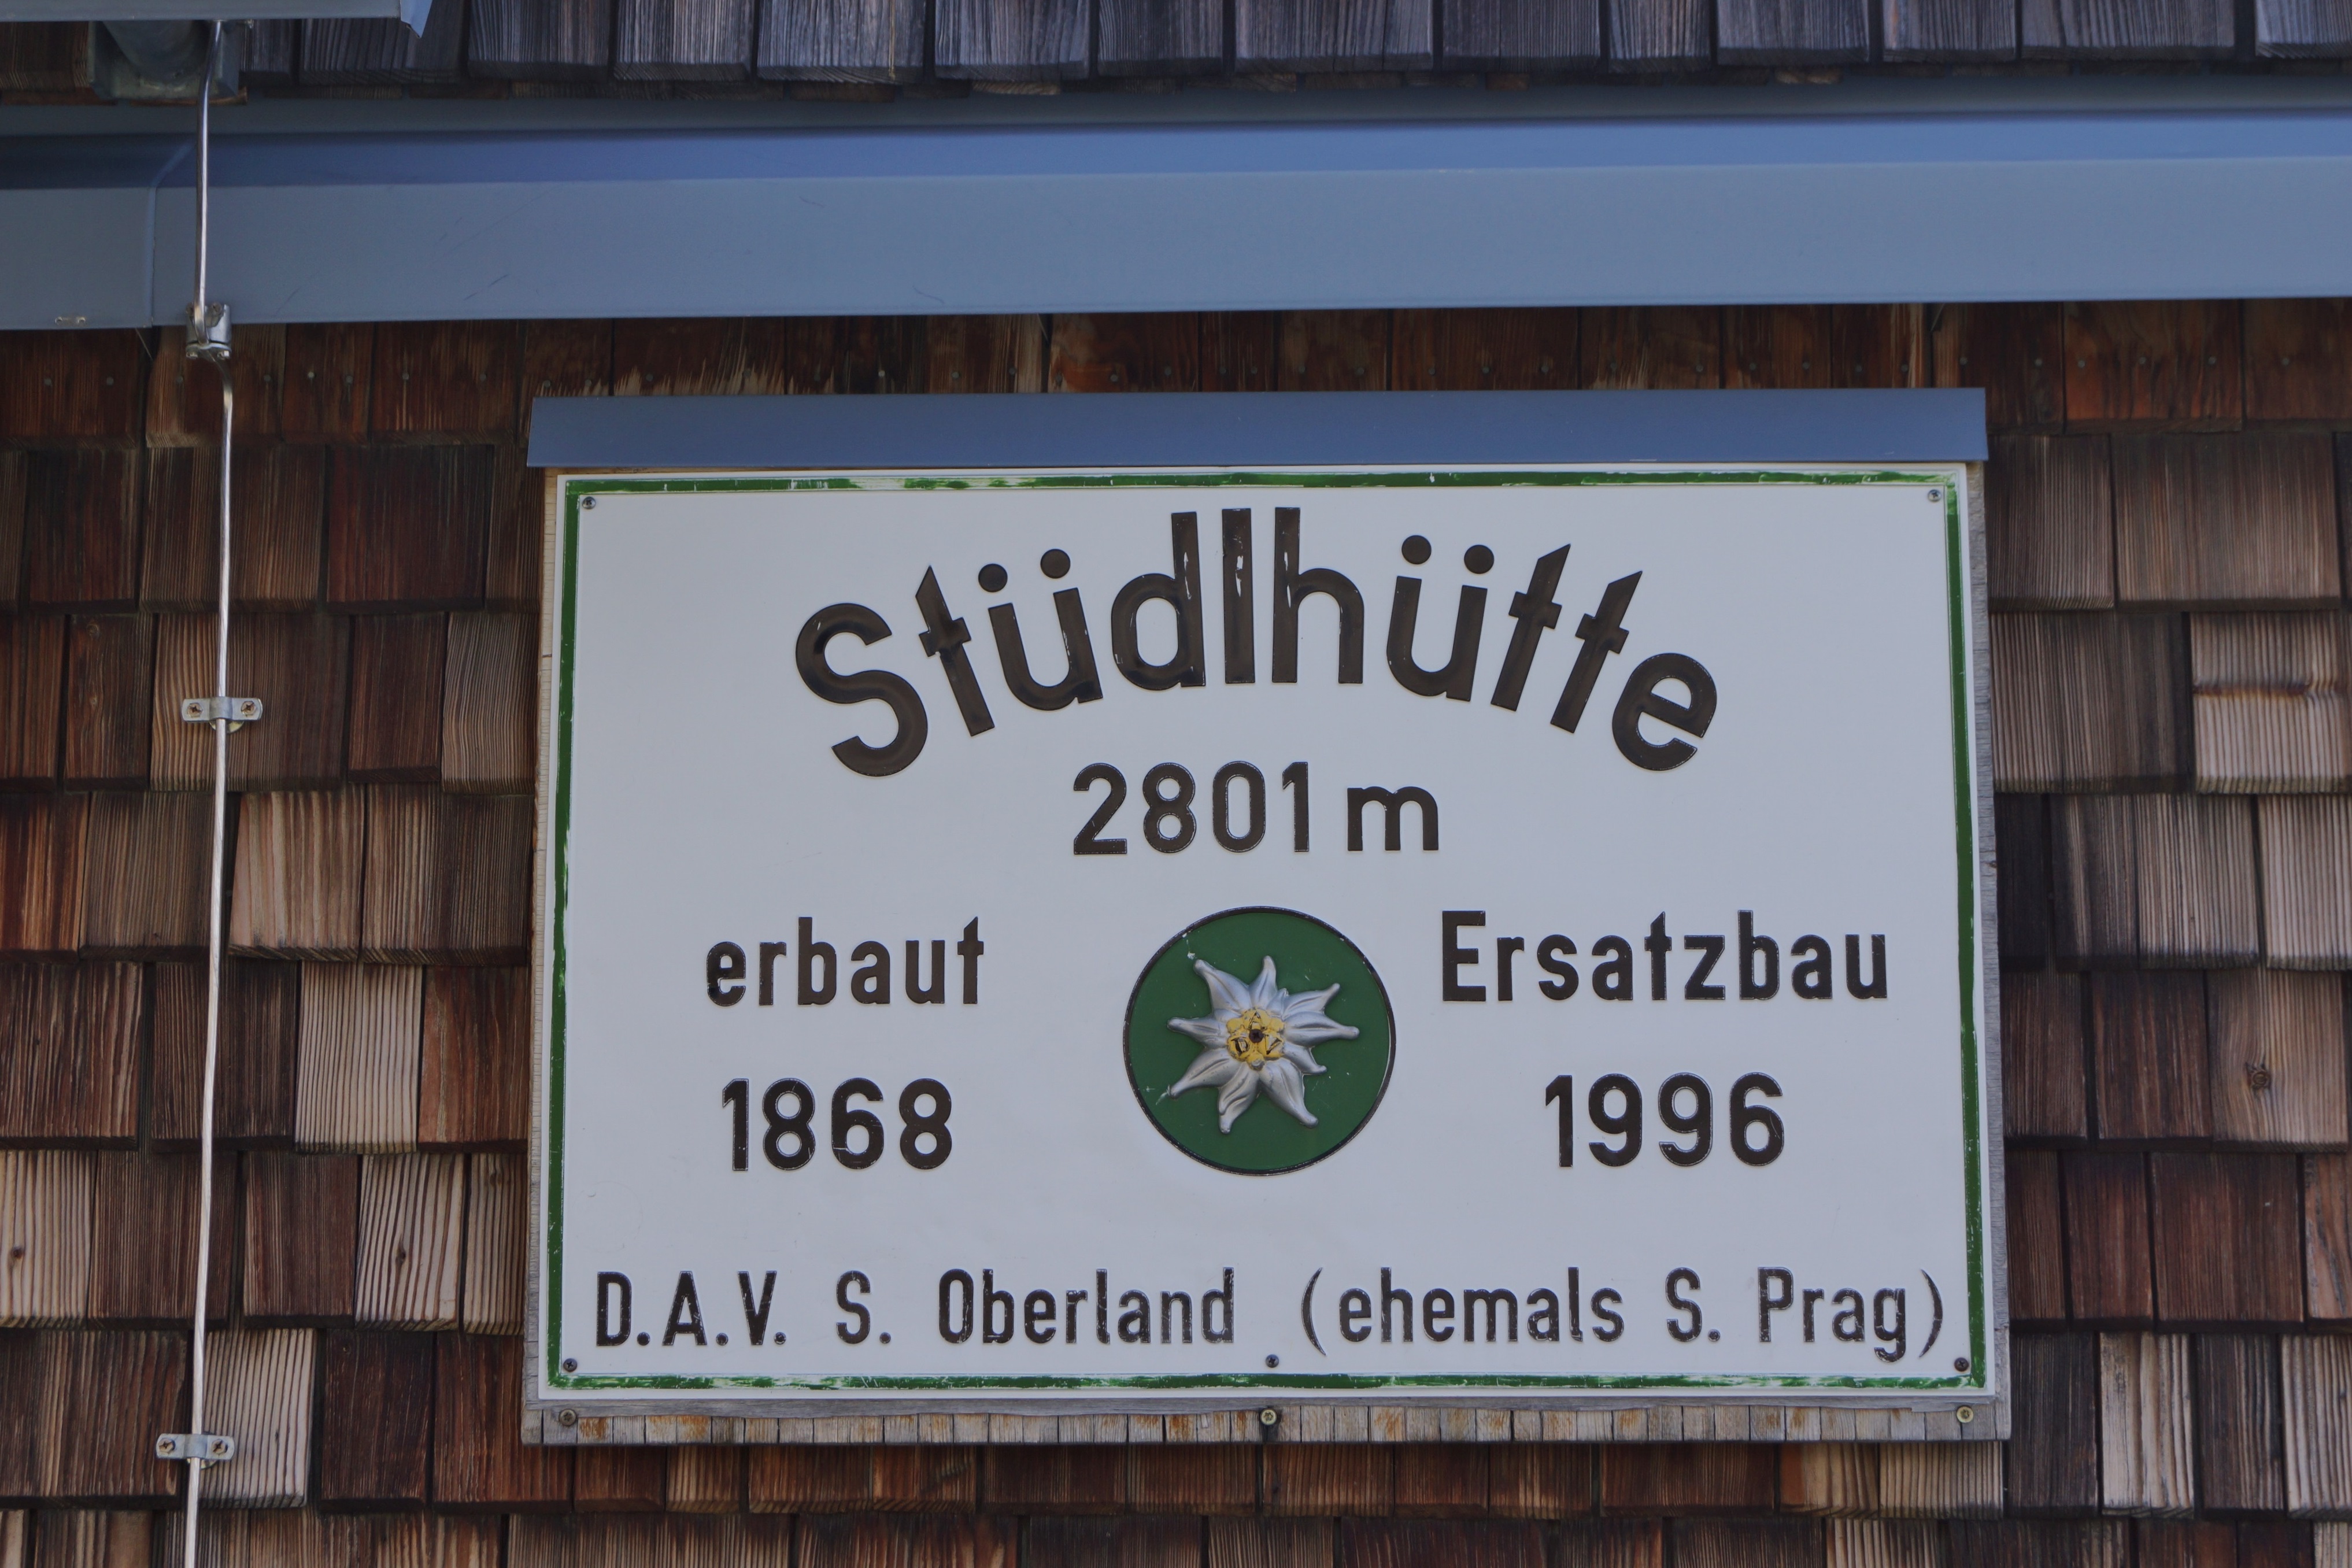 Stüdlhütte
2801 m
erbaut
1868
Ersatzbau
1996
D.A.V. S. Oberland (ehemals S. Prag)